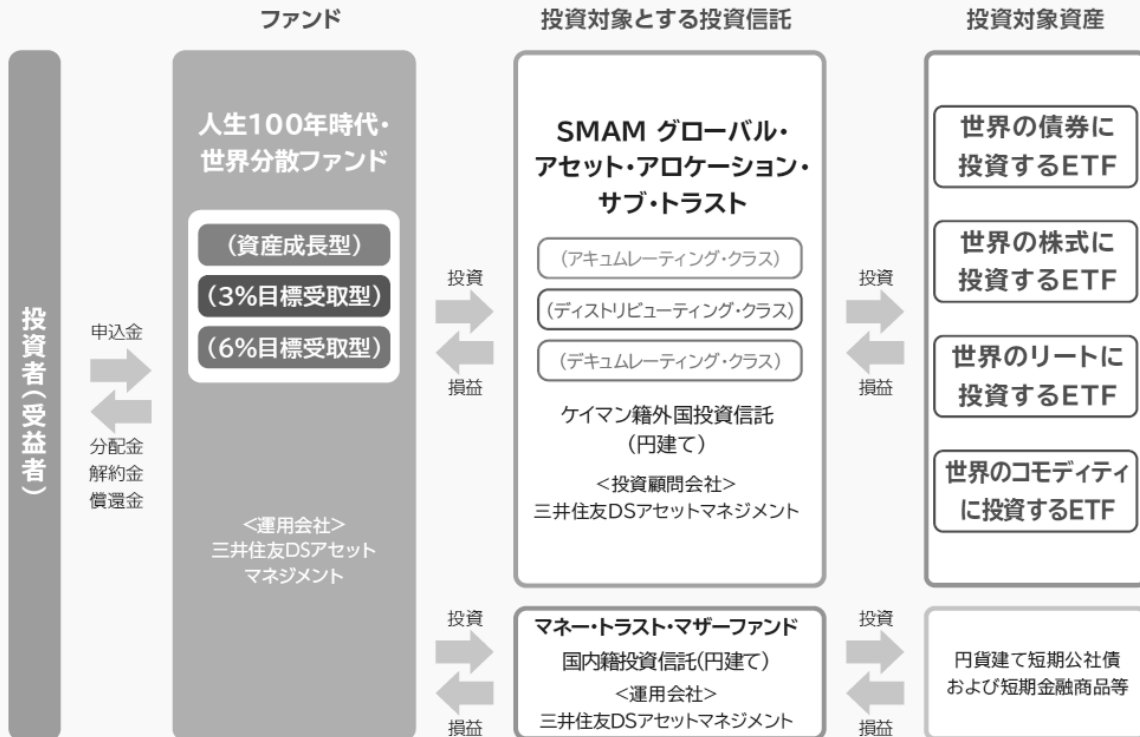 ファンド
投資対象とする投資信託
投資対象資産
投資者(受益者)
申込金
分配金
解約金
償還金
人生100年時代・
世界分散ファンド
(資産成長型)
(3%目標受取型)
(6%目標受取型)
<運用会社>
三井住友DSアセット
マネジメント
投資
損益
SMAM グローバル・
アセット・アロケーション・
サブ・トラスト
(アキュムレーティング・クラス)
(ディストリビューティング・クラス)
(デキュムレーティング・クラス)
ケイマン籍外国投資信託
(円建て)
<投資顧問会社>
三井住友DSアセットマネジメント
投資
損益
世界の債券に
投資するETF
世界の株式に
投資するETF
世界のリートに
投資するETF
世界のコモディティ
に投資するETF
投資
損益
マネー・トラスト・マザーファンド
国内籍投資信託(円建て)
<運用会社>
三井住友DSアセットマネジメント
投資
損益
円貨建て短期公社債
および短期金融商品等